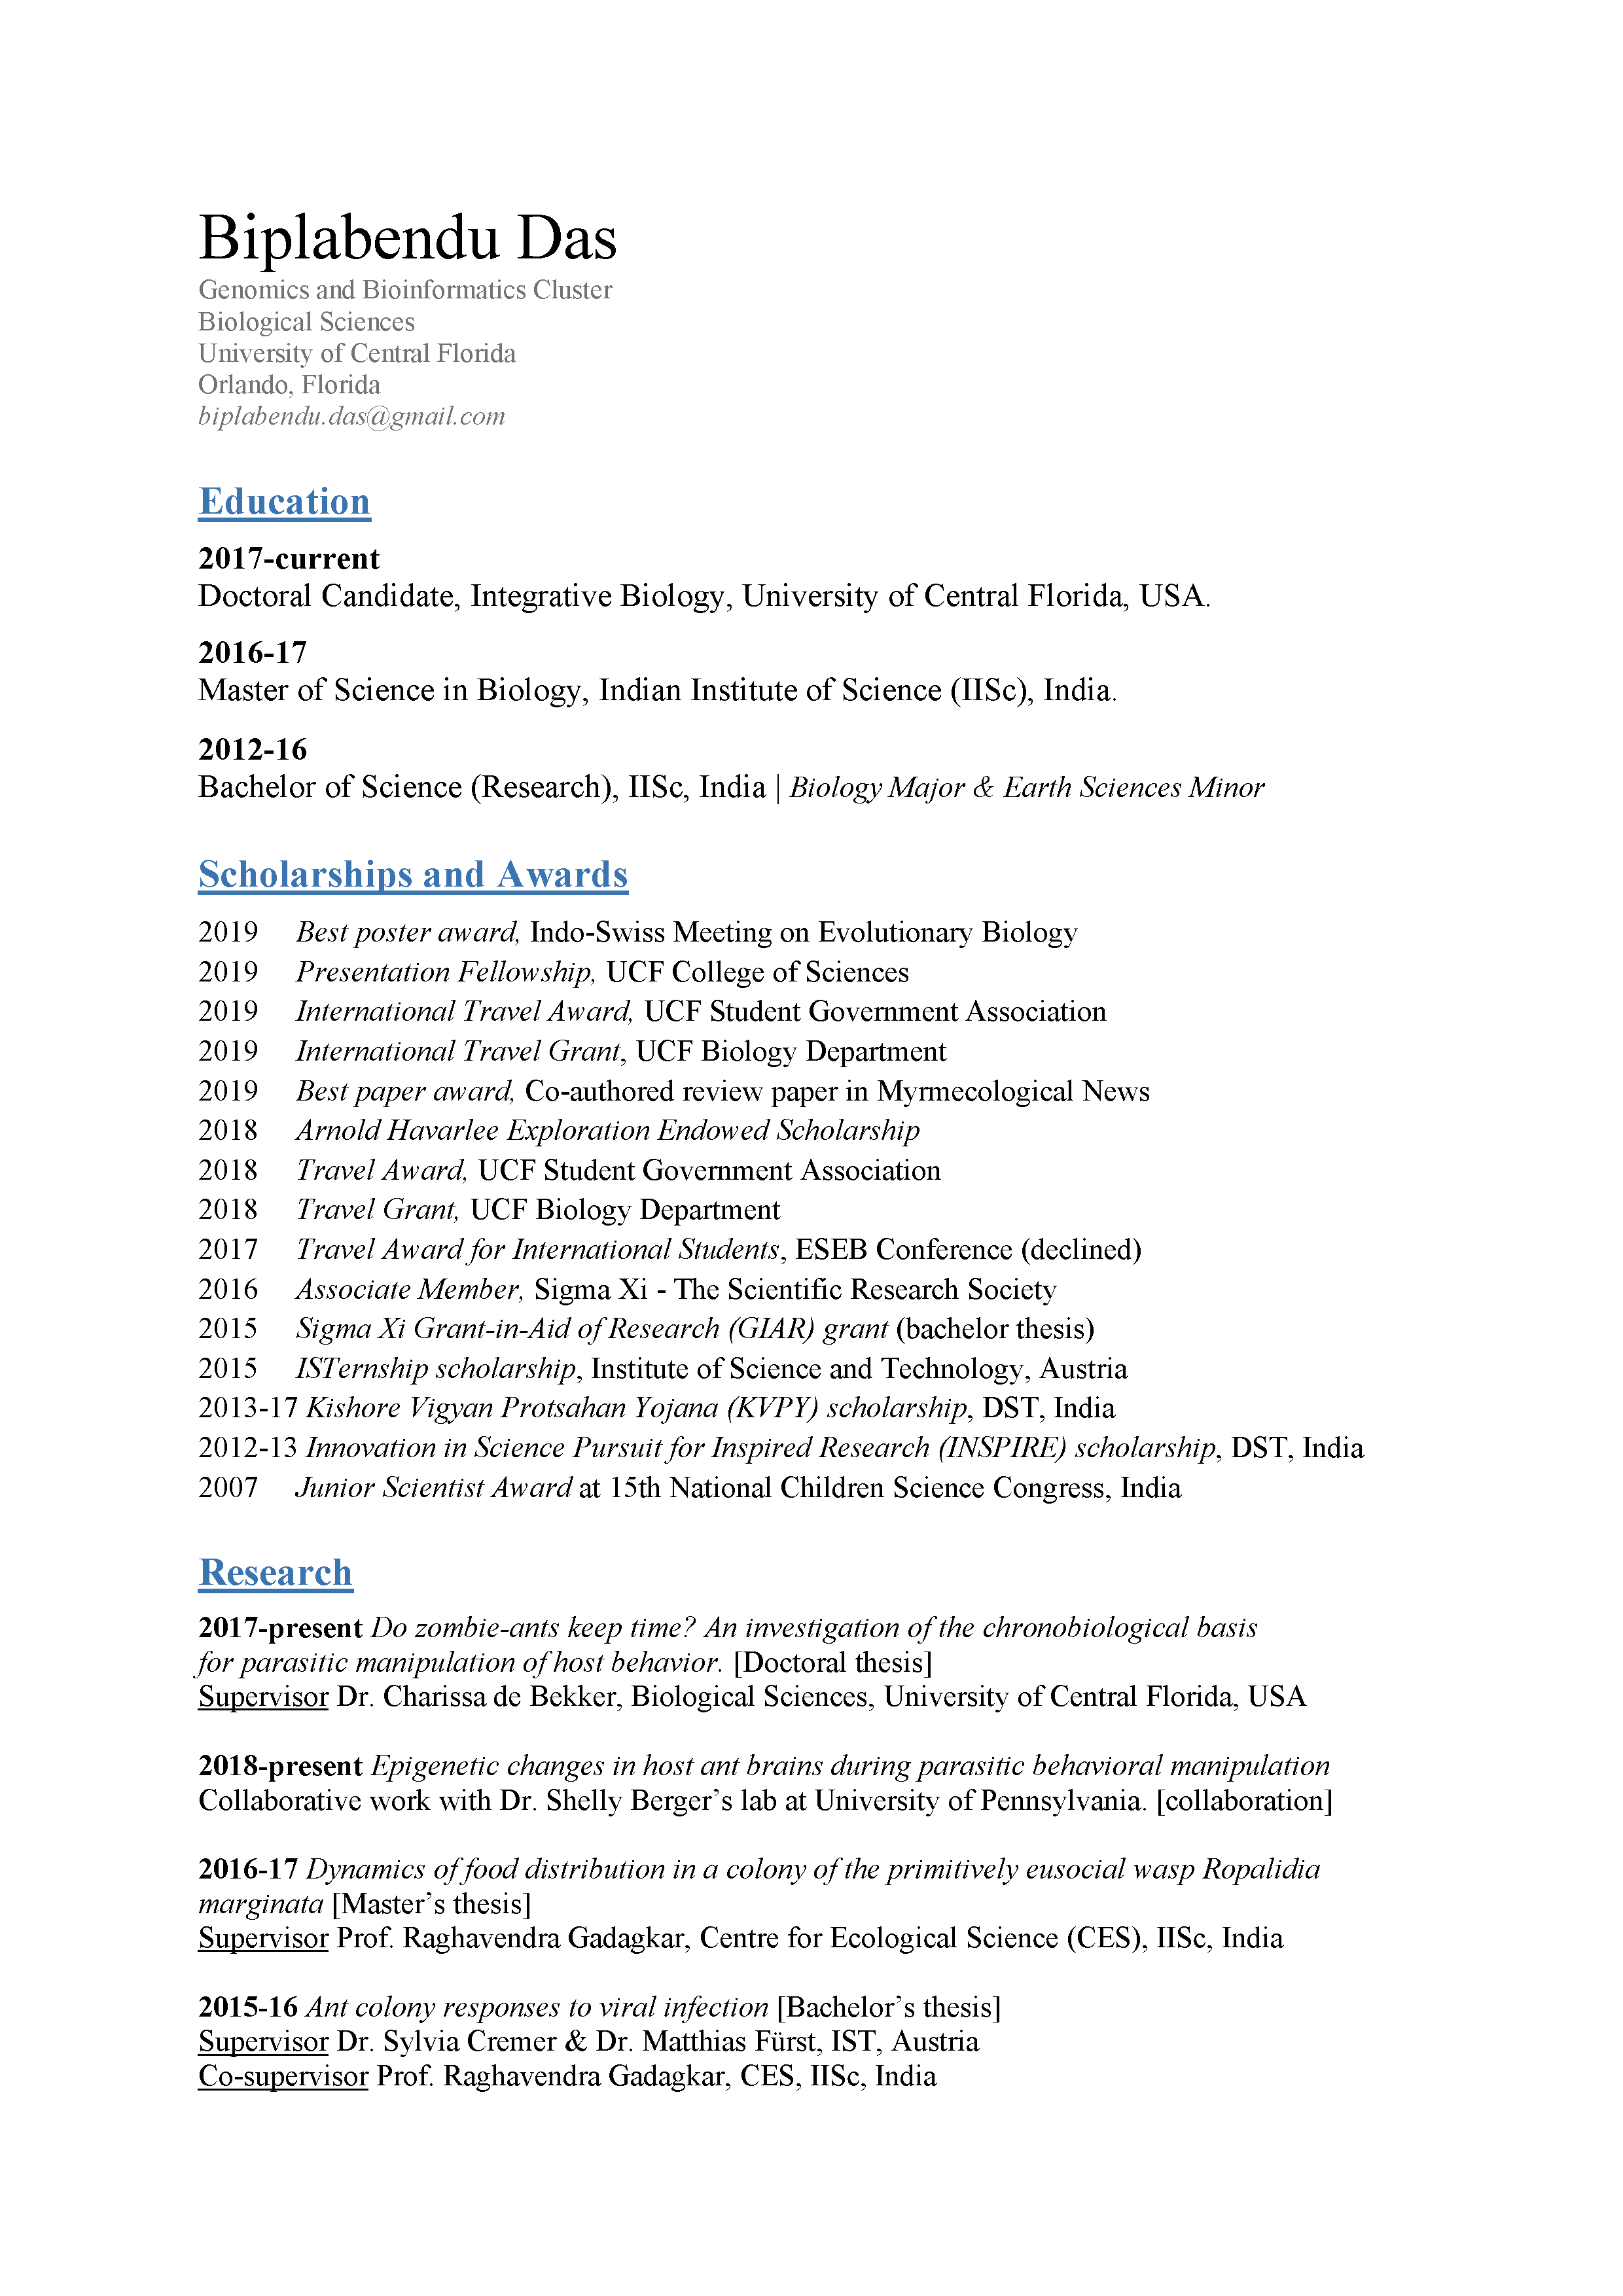 Biplabendu Das
Genomics and Bioinformatics Cluster
Biological Sciences
University of Central Florida
Orlando, Florida
biplabendu.das@gmail.com
Education
2017-current
Doctoral Candidate, Integrative Biology, University of Central Florida, USA.
2016-17
Master of Science in Biology, Indian Institute of Science (IISc), India.
2012-16
Bachelor of Science (Research), IISc, India | Biology Major & Earth Sciences Minor
Scholarships and Awards
2019 Best poster award, Indo-Swiss Meeting on Evolutionary Biology
2019 Presentation Fellowship, UCF College of Sciences
2019 International Travel Award, UCF Student Government Association
2019 International Travel Grant, UCF Biology Department
2019 Best paper award, Co-authored review paper in Myrmecological News
2018 Arnold Havarlee Exploration Endowed Scholarship
2018 Travel Award, UCF Student Government Association
2018 Travel Grant, UCF Biology Department
2017 Travel Award for International Students, ESEB Conference (declined)
2016 Associate Member, Sigma Xi - The Scientific Research Society
2015 Sigma Xi Grant-in-Aid of Research (GIAR) grant (bachelor thesis)
2015 ISTernship scholarship, Institute of Science and Technology, Austria
2013-17 Kishore Vigyan Protsahan Yojana (KVPY) scholarship, DST, India
2012-13 Innovation in Science Pursuit for Inspired Research (INSPIRE) scholarship, DST, India
2007 Junior Scientist Award at 15th National Children Science Congress, India
Research
2017-present Do zombie-ants keep time? An investigation of the chronobiological basis
for parasitic manipulation of host behavior. [Doctoral thesis]
Supervisor Dr. Charissa de Bekker, Biological Sciences, University of Central Florida, USA
2018-present Epigenetic changes in host ant brains during parasitic behavioral manipulation
Collaborative work with Dr. Shelly Berger’s lab at University of Pennsylvania. [collaboration]
2016-17 Dynamics of food distribution in a colony of the primitively eusocial wasp Ropalidia
marginata [Master’s thesis]
Supervisor Prof. Raghavendra Gadagkar, Centre for Ecological Science (CES), IISc, India
2015-16 Ant colony responses to viral infection [Bachelor’s thesis]
Supervisor Dr. Sylvia Cremer & Dr. Matthias Fürst, IST, Austria
Co-supervisor Prof. Raghavendra Gadagkar, CES, IISc, India